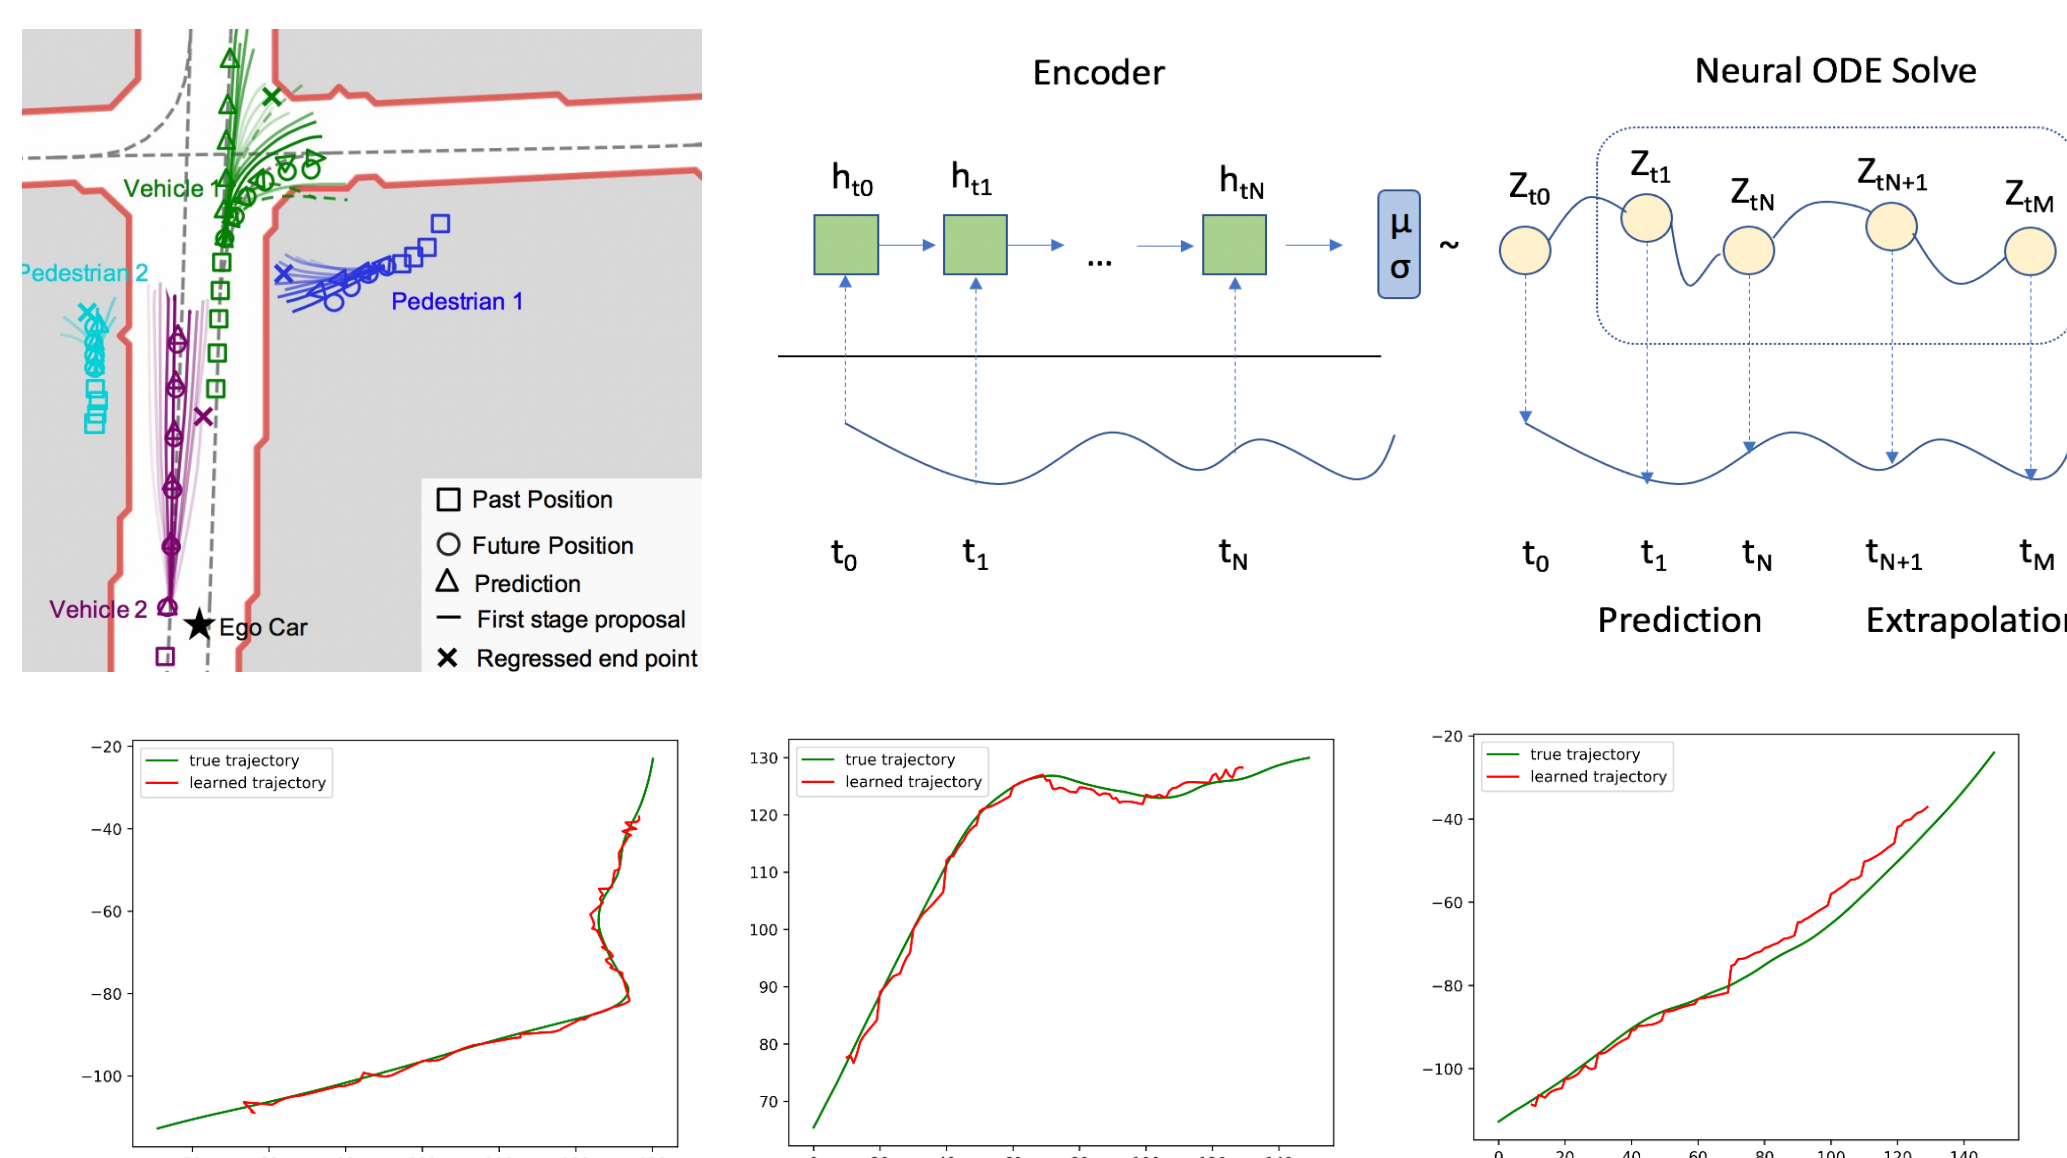 Vehicle 1
Pedestrian 2
Pedestrian 1
Vehicle 2
Ego Car
Past Position
Future Position
Prediction
First stage proposal
Regressed end point
Encoder
h_t0 h_t1 h_tN
...
μ
σ
~
t_0 t_1 t_N
Neural ODE Solve
Z_t0 Z_t1 Z_tN Z_tN+1 Z_tM
t_0 t_1 t_N t_N+1 t_M
Prediction Extrapolation
true trajectory
learned trajectory
−20
−40
−60
−80
−100
true trajectory
learned trajectory
130
120
110
100
90
80
70
true trajectory
learned trajectory
−20
−40
−60
−80
−100
0 20 40 60 80 100 120 140